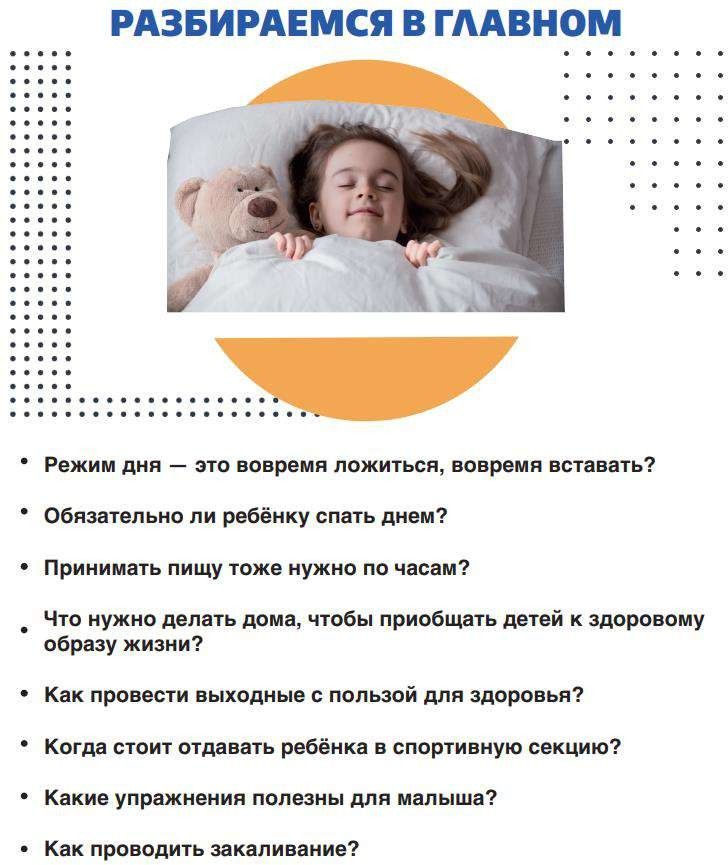 РАЗБИРАЕМСЯ В ГЛАВНОМ
• Режим дня — это вовремя ложиться, вовремя вставать?
• Обязательно ли ребёнку спать днем?
• Принимать пищу тоже нужно по часам?
• Что нужно делать дома, чтобы приобщать детей к здоровому
образу жизни?
• Как провести выходные с пользой для здоровья?
• Когда стоит отдавать ребёнка в спортивную секцию?
• Какие упражнения полезны для малыша?
• Как проводить закаливание?